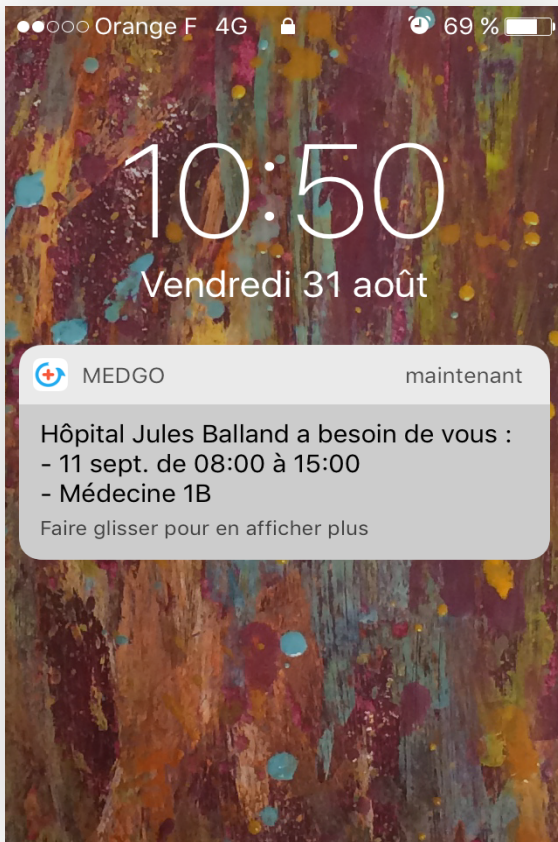 Orange F 4G 69 %
10:50
Vendredi 31 août
MEDGO maintenant
Hôpital Jules Balland a besoin de vous :
- 11 sept. de 08:00 à 15:00
- Médecine 1B
Faire glisser pour en afficher plus